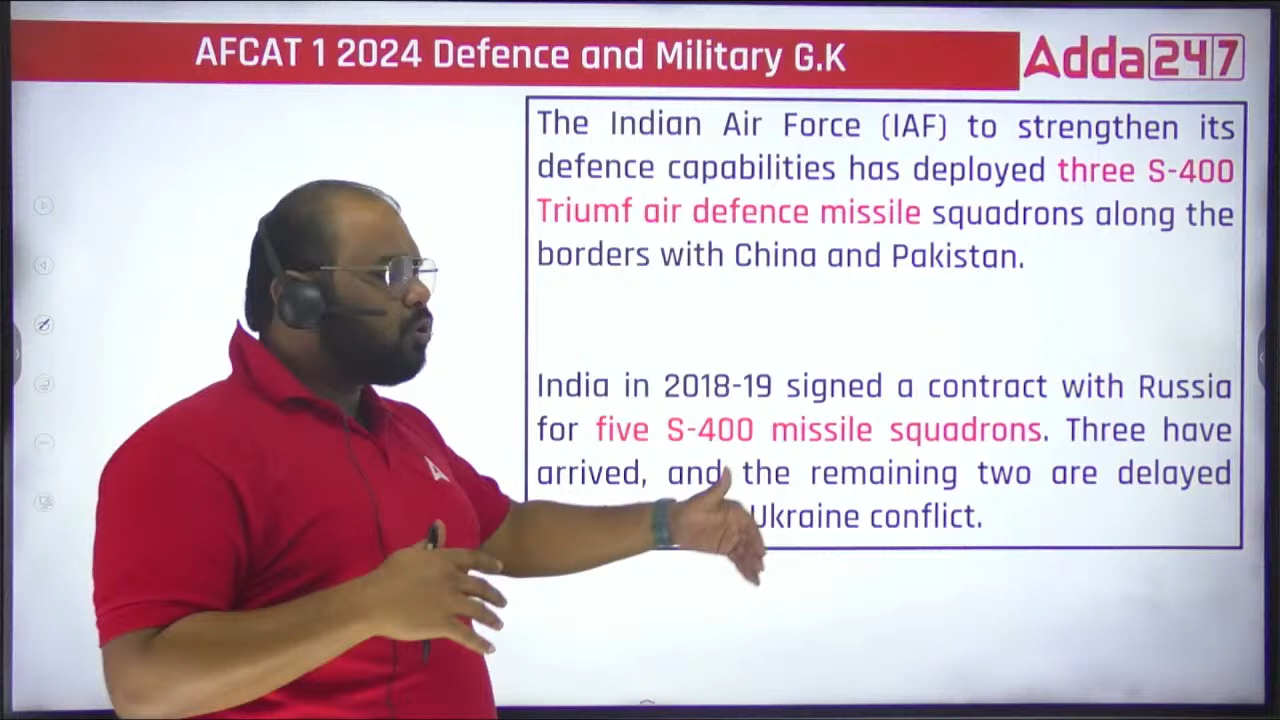 AFCAT 1 2024 Defence and Military G.K
Adda247
The Indian Air Force (IAF) to strengthen its
defence capabilities has deployed three S-400
Triumf air defence missile squadrons along the
borders with China and Pakistan.
India in 2018-19 signed a contract with Russia
for five S-400 missile squadrons. Three have
arrived, and the remaining two are delayed
Ukraine conflict.